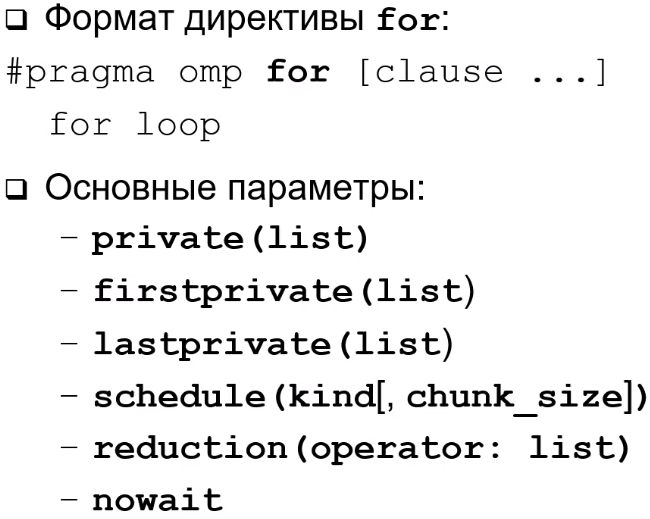 ❑ Формат директивы for:
#pragma omp for [clause ...]
for loop
❑ Основные параметры:
– private(list)
– firstprivate(list)
– lastprivate(list)
– schedule(kind[, chunk_size])
– reduction(operator: list)
– nowait